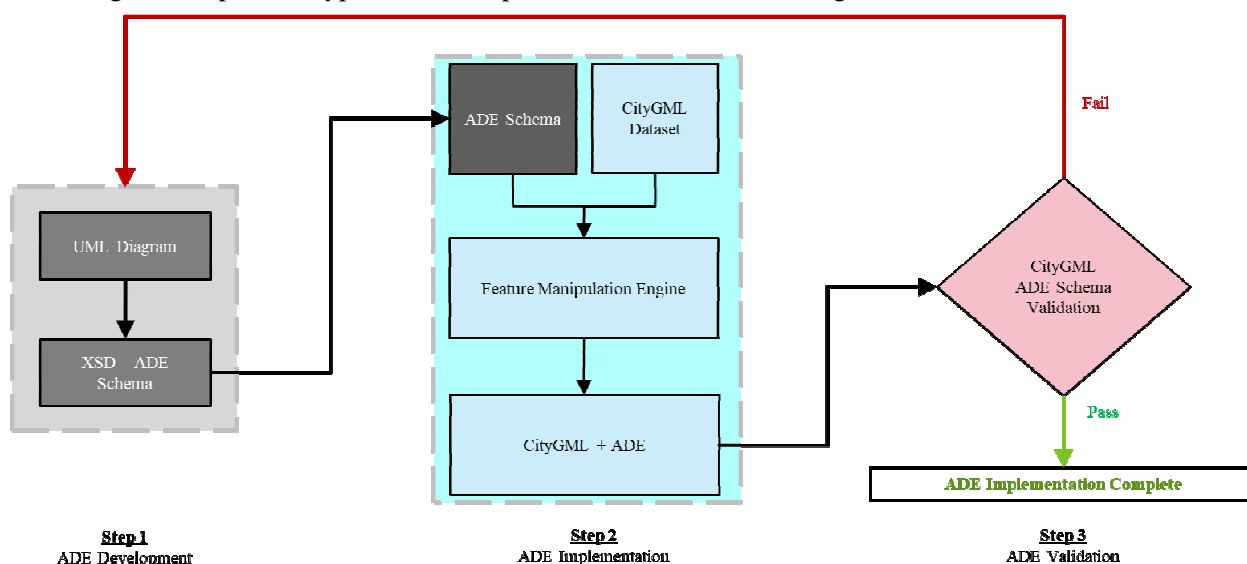 ADE Schema
CityGML
Dataset
Fail
UML Diagram
Feature Manipulation Engine
CityGML
ADE Schema
Validation
XSD ADE
Schema
Pass
CityGML + ADE
ADE Implementation Complete
Step 1
ADE Development
Step 2
ADE Implementation
Step 3
ADE Validation